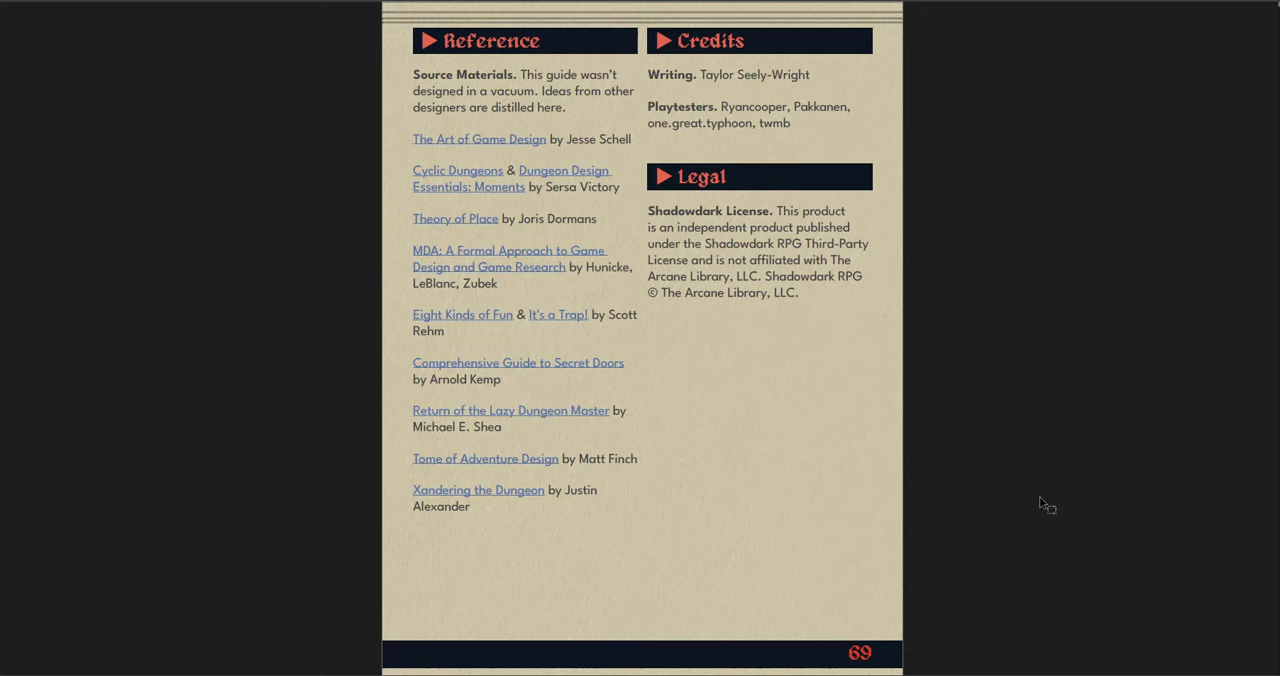 Reference
Source Materials. This guide wasn't
designed in a vacuum. Ideas from other
designers are distilled here.
The Art of Game Design by Jesse Schell
Cyclic Dungeons & Dungeon Design
Essentials: Moments by Sersa Victory
Theory of Place by Joris Dormans
MDA: A Formal Approach to Game
Design and Game Research by Hunicke,
LeBlanc, Zubek
Eight Kinds of Fun & It's a Trap! by Scott
Rehm
Comprehensive Guide to Secret Doors
by Arnold Kemp
Return of the Lazy Dungeon Master by
Michael E. Shea
Tome of Adventure Design by Matt Finch
Xandering the Dungeon by Justin
Alexander
Credits
Writing. Taylor Seely-Wright
Playtesters. Ryancooper, Pakkanen,
one.great.typhoon, twmb
Legal
Shadowdark License. This product
is an independent product published
under the Shadowdark RPG Third-Party
License and is not affiliated with The
Arcane Library, LLC. Shadowdark RPG
© The Arcane Library, LLC.
69